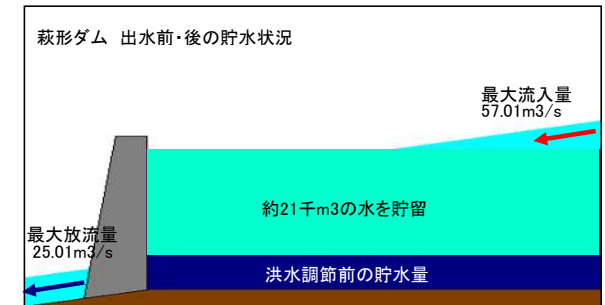 萩形ダム 出水前・後の貯水状況
最大流入量
57.01m3/s
約21千m3の水を貯留
最大放流量
25.01m3/s
洪水調節前の貯水量